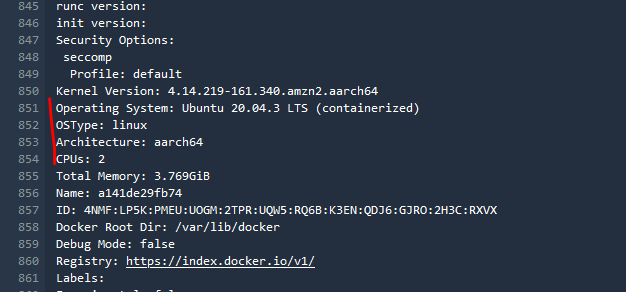 845 runc version:
846 init version:
847 Security Options:
848 seccomp
849 Profile: default
850 Kernel Version: 4.14.219-161.340.amzn2.aarch64
851 Operating System: Ubuntu 20.04.3 LTS (containerized)
852 OSType: linux
853 Architecture: aarch64
854 CPUs: 2
855 Total Memory: 3.769GiB
856 Name: a141de29fb74
857 ID: 4NMF:LP5K:PMEU:UOGM:2TPR:UQW5:RQ6B:K3EN:QDJ6:GJRO:2H3C:RXVX
858 Docker Root Dir: /var/lib/docker
859 Debug Mode: false
860 Registry: https://index.docker.io/v1/
861 Labels: